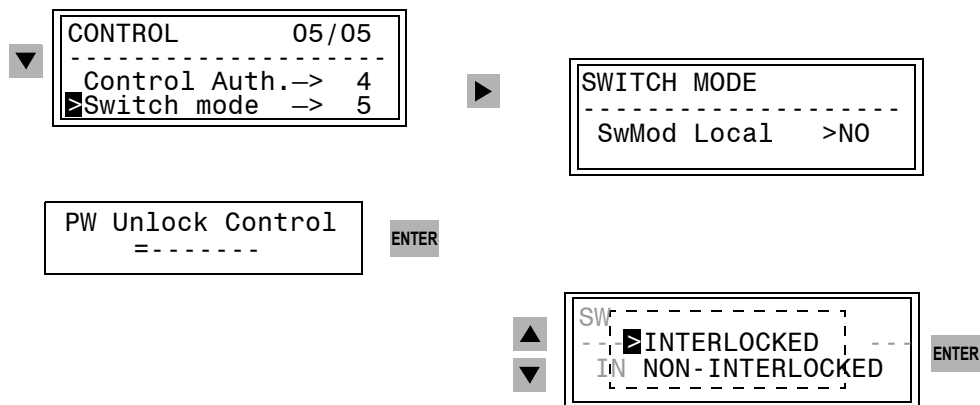 CONTROL 05/05
---------------------
Control Auth.—> 4
>Switch mode —> 5
SWITCH MODE
--------------------
SwMod Local >NO
PW Unlock Control
=-------
ENTER
SW
>INTERLOCKED
IN NON-INTERLOCKED
ENTER